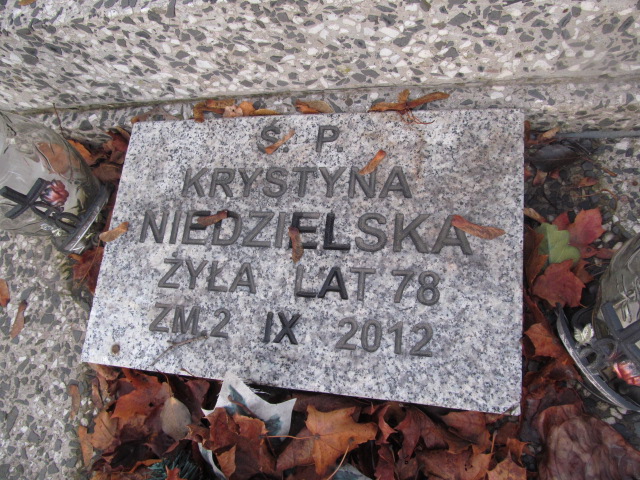 Ś P.
KRYSTYNA
NIEDZIELSKA
ŻYŁA LAT 78
ZM.2 IX 2012